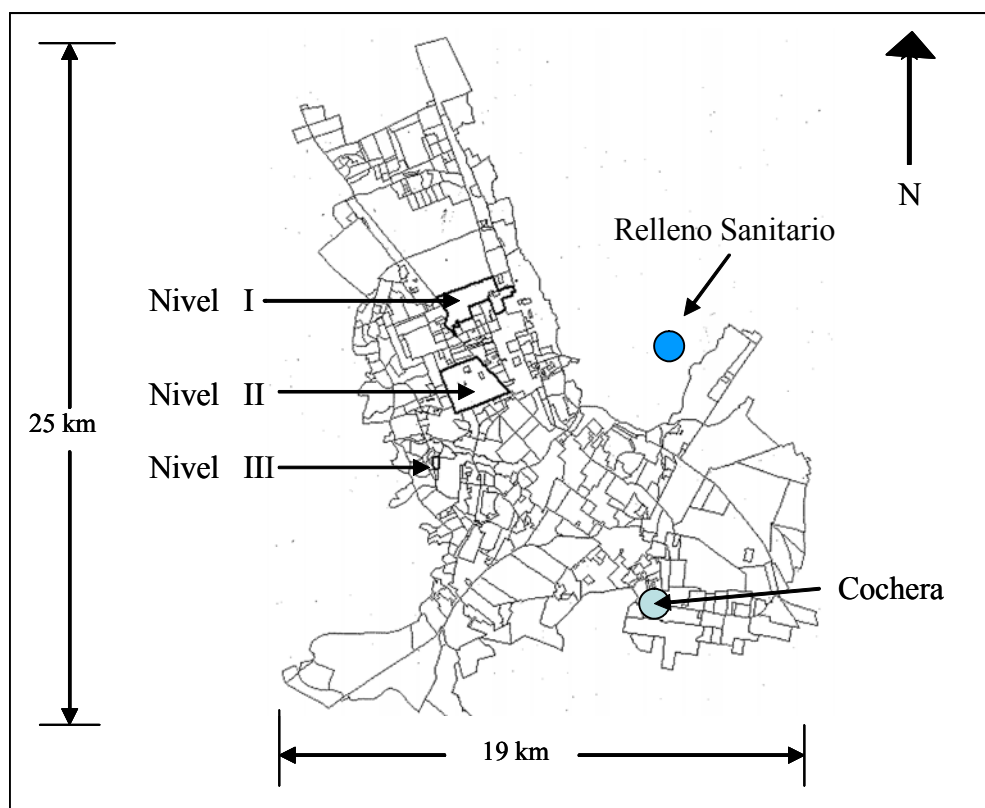 N
Relleno Sanitario
Nivel I
Nivel II
25 km
Nivel III
Cochera
19 km